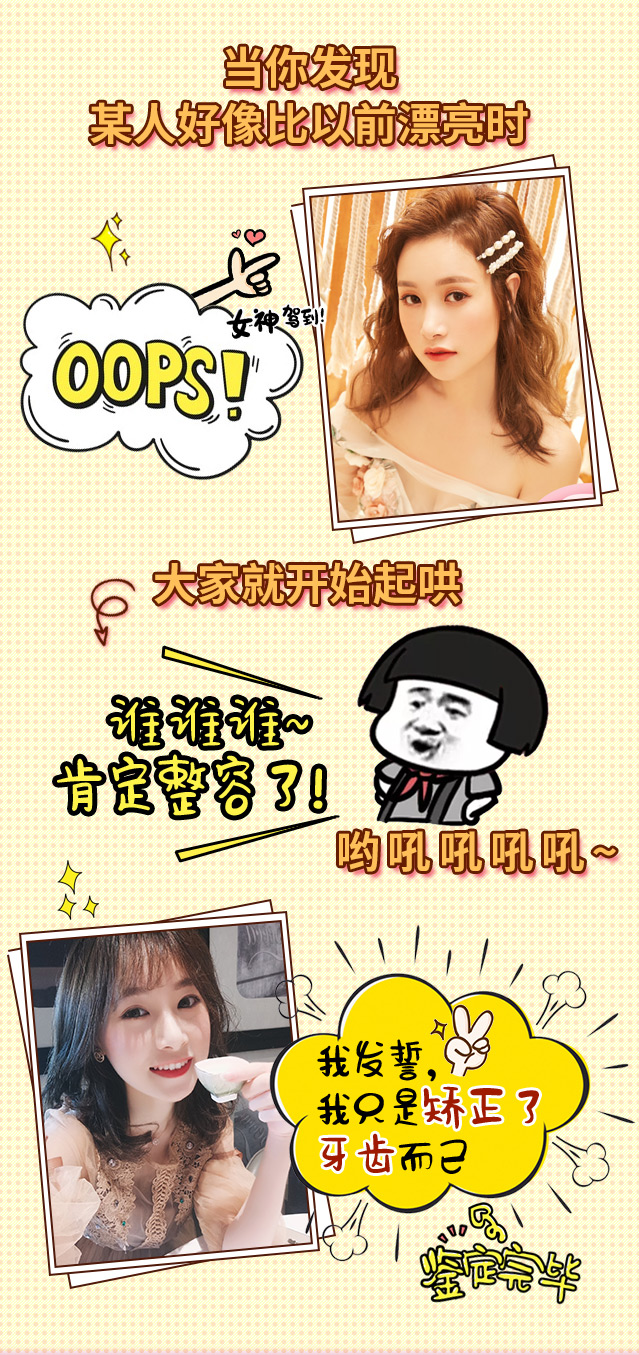 当你发现
某人好像比以前漂亮时
女神驾到!
OOPS!
大家就开始起哄
谁谁谁~
肯定整容了!
哟吼吼吼吼~
我发誓,
我只是矫正了
牙齿而已
鉴定完毕